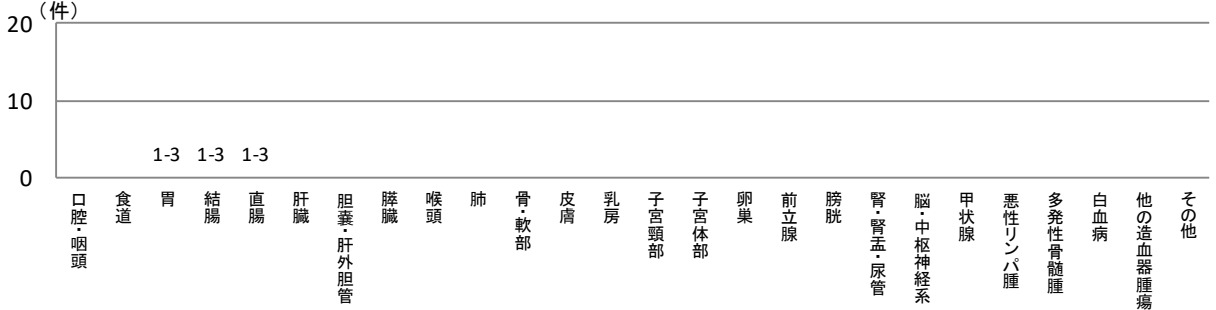 (件)
20
10
0
1-3 1-3 1-3
口腔・咽頭
食道
胃
結腸
直腸
肝臓
胆嚢・肝外胆管
膵臓
喉頭
肺
骨・軟部
皮膚
乳房
子宮頸部
子宮体部
卵巣
前立腺
膀胱
腎・腎盂・尿管
脳・中枢神経系
甲状腺
悪性リンパ腫
多発性骨髄腫
白血病
他の造血器腫瘍
その他